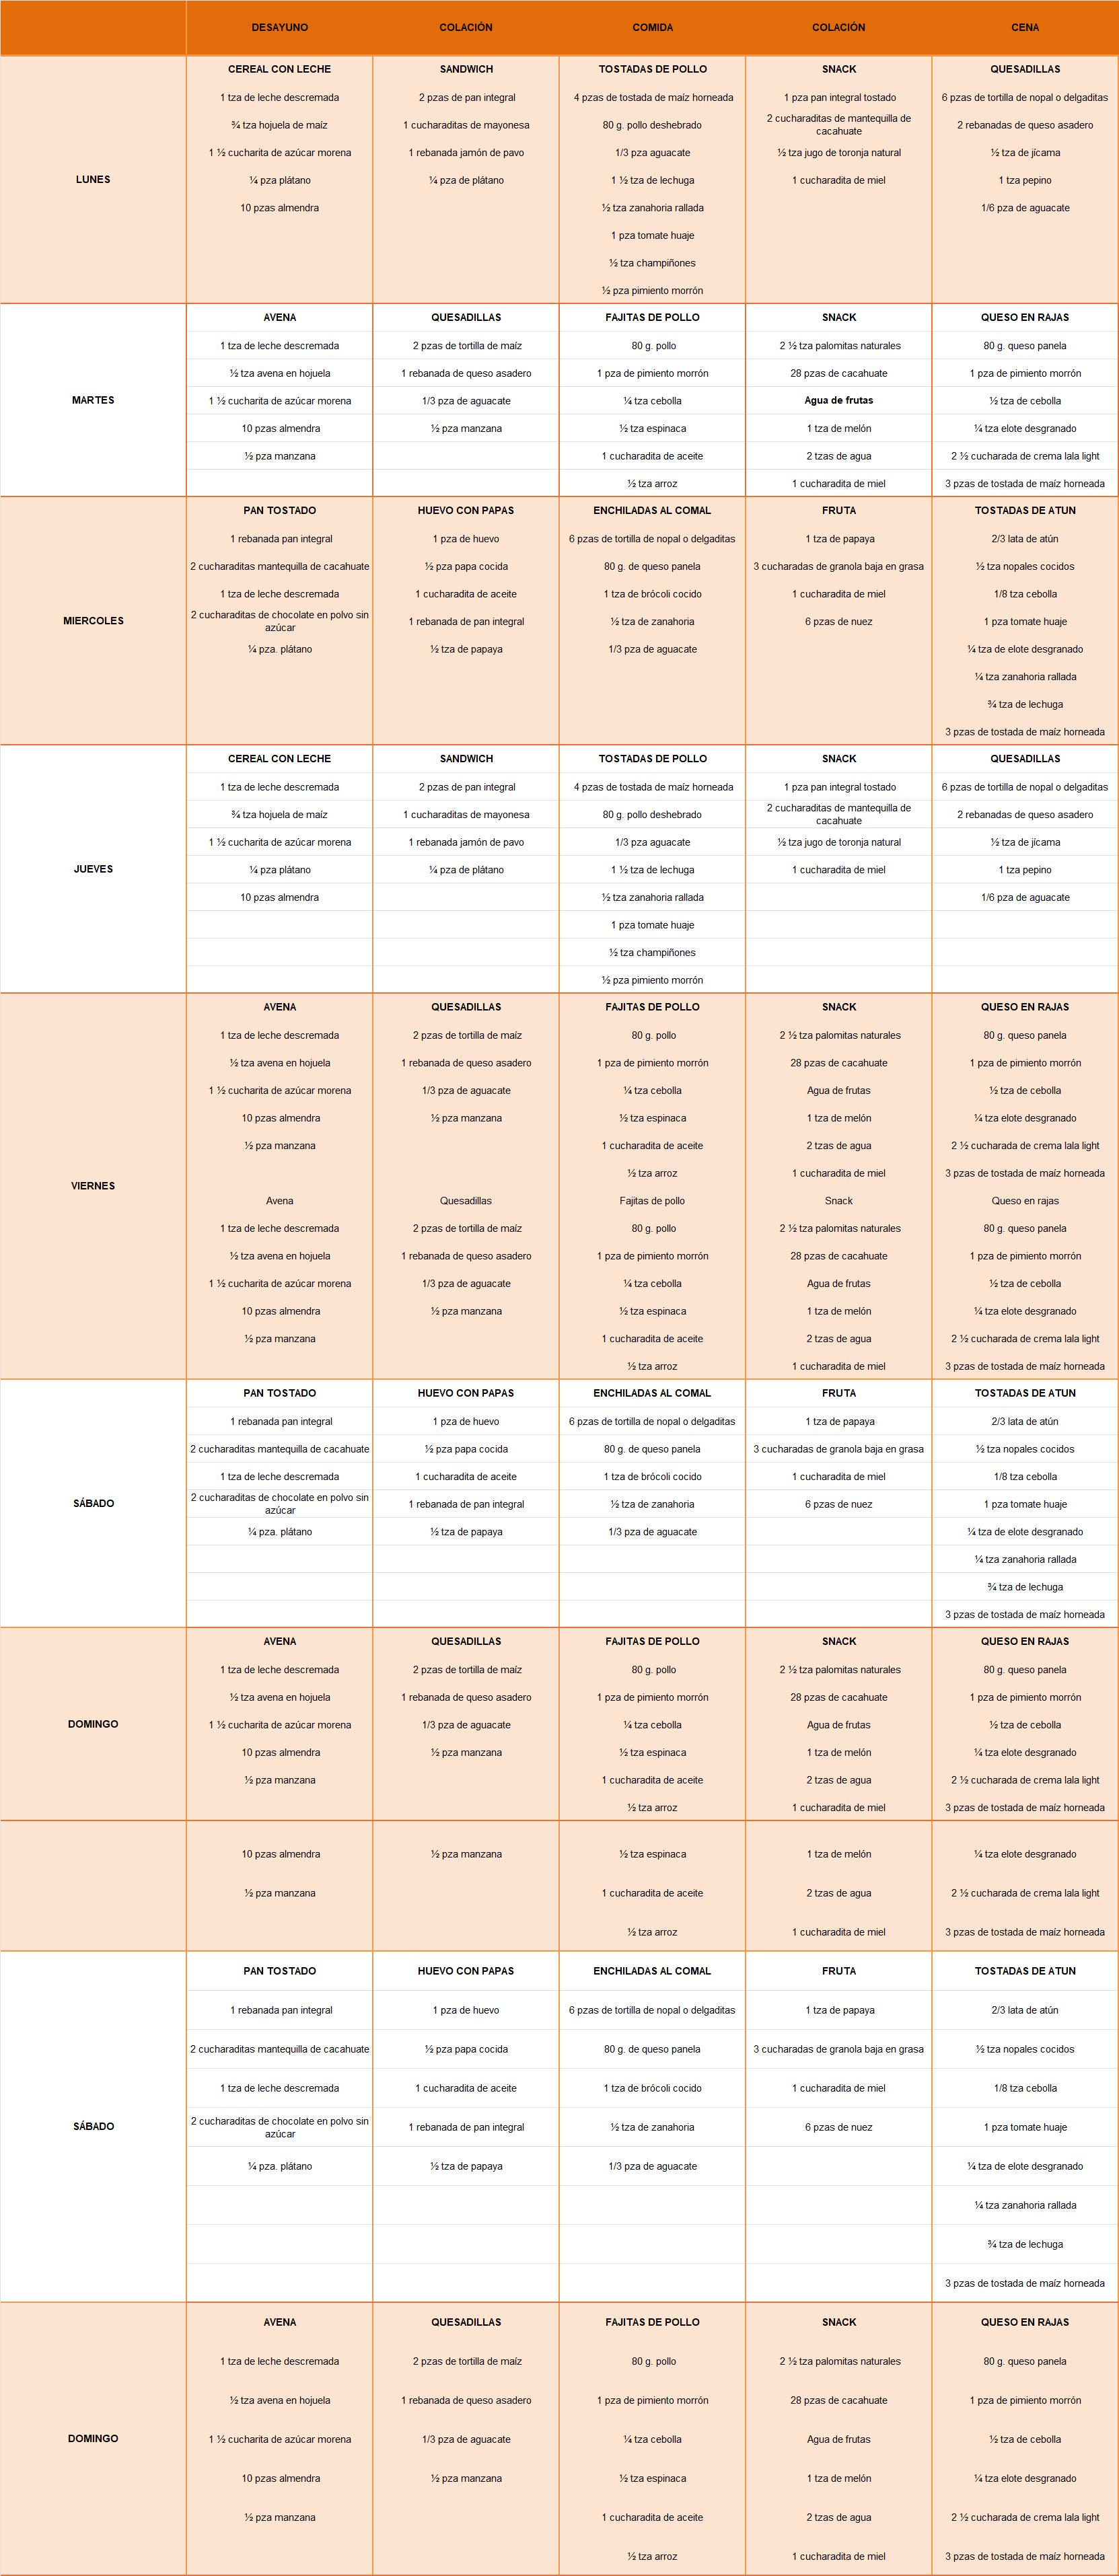 DESAYUNO COLACIÓN COMIDA COLACIÓN CENA
CEREAL CON LECHE SANDWICH TOSTADAS DE POLLO SNACK QUESADILLAS
1 tza de leche descremada 2 pzas de pan integral 4 pzas de tostada de maíz horneada 1 pza pan integral tostado 6 pzas de tortilla de nopal o delgaditas
¾ tza hojuela de maíz 1 cucharaditas de mayonesa 80 g. pollo deshebrado 2 cucharaditas de mantequilla de cacahuate 2 rebanadas de queso asadero
1 ½ cucharita de azúcar morena 1 rebanada jamón de pavo 1/3 pza aguacate ½ tza jugo de toronja natural ½ tza de jícama
LUNES ¼ pza plátano ¼ pza de plátano 1 ½ tza de lechuga 1 cucharadita de miel 1 tza pepino
10 pzas almendra ½ tza zanahoria rallada 1/6 pza de aguacate
1 pza tomate huaje
½ tza champiñones
½ pza pimiento morrón
AVENA QUESADILLAS FAJITAS DE POLLO SNACK QUESO EN RAJAS
1 tza de leche descremada 2 pzas de tortilla de maíz 80 g. pollo 2 ½ tza palomitas naturales 80 g. queso panela
½ tza avena en hojuela 1 rebanada de queso asadero 1 pza de pimiento morrón 28 pzas de cacahuate 1 pza de pimiento morrón
MARTES 1 ½ cucharita de azúcar morena 1/3 pza de aguacate ¼ tza cebolla Agua de frutas ½ tza de cebolla
10 pzas almendra ½ pza manzana ½ tza espinaca 1 tza de melón ¼ tza elote desgranado
½ pza manzana 1 cucharadita de aceite 2 tzas de agua 2 ½ cucharada de crema lala light
½ tza arroz 1 cucharadita de miel 3 pzas de tostada de maíz horneada
PAN TOSTADO HUEVO CON PAPAS ENCHILADAS AL COMAL FRUTA TOSTADAS DE ATUN
1 rebanada pan integral 1 pza de huevo 6 pzas de tortilla de nopal o delgaditas 1 tza de papaya 2/3 lata de atún
2 cucharaditas mantequilla de cacahuate ½ pza papa cocida 80 g. de queso panela 3 cucharadas de granola baja en grasa ½ tza nopales cocidos
1 tza de leche descremada 1 cucharadita de aceite 1 tza de brócoli cocido 1 cucharadita de miel 1/8 tza cebolla
MIERCOLES 2 cucharaditas de chocolate en polvo sin azúcar 1 rebanada de pan integral ½ tza de zanahoria 6 pzas de nuez 1 pza tomate huaje
¼ pza. plátano ½ tza de papaya 1/3 pza de aguacate ¼ tza de elote desgranado
¼ tza zanahoria rallada
¾ tza de lechuga
3 pzas de tostada de maíz horneada
CEREAL CON LECHE SANDWICH TOSTADAS DE POLLO SNACK QUESADILLAS
1 tza de leche descremada 2 pzas de pan integral 4 pzas de tostada de maíz horneada 1 pza pan integral tostado 6 pzas de tortilla de nopal o delgaditas
¾ tza hojuela de maíz 1 cucharaditas de mayonesa 80 g. pollo deshebrado 2 cucharaditas de mantequilla de cacahuate 2 rebanadas de queso asadero
1 ½ cucharita de azúcar morena 1 rebanada jamón de pavo 1/3 pza aguacate ½ tza jugo de toronja natural ½ tza de jícama
JUEVES ¼ pza plátano ¼ pza de plátano 1 ½ tza de lechuga 1 cucharadita de miel 1 tza pepino
10 pzas almendra ½ tza zanahoria rallada 1/6 pza de aguacate
1 pza tomate huaje
½ tza champiñones
½ pza pimiento morrón
AVENA QUESADILLAS FAJITAS DE POLLO SNACK QUESO EN RAJAS
1 tza de leche descremada 2 pzas de tortilla de maíz 80 g. pollo 2 ½ tza palomitas naturales 80 g. queso panela
½ tza avena en hojuela 1 rebanada de queso asadero 1 pza de pimiento morrón 28 pzas de cacahuate 1 pza de pimiento morrón
1 ½ cucharita de azúcar morena 1/3 pza de aguacate ¼ tza cebolla Agua de frutas ½ tza de cebolla
10 pzas almendra ½ pza manzana ½ tza espinaca 1 tza de melón ¼ tza elote desgranado
½ pza manzana 1 cucharadita de aceite 2 tzas de agua 2 ½ cucharada de crema lala light
½ tza arroz 1 cucharadita de miel 3 pzas de tostada de maíz horneada
VIERNES Avena Quesadillas Fajitas de pollo Snack Queso en rajas
1 tza de leche descremada 2 pzas de tortilla de maíz 80 g. pollo 2 ½ tza palomitas naturales 80 g. queso panela
½ tza avena en hojuela 1 rebanada de queso asadero 1 pza de pimiento morrón 28 pzas de cacahuate 1 pza de pimiento morrón
1 ½ cucharita de azúcar morena 1/3 pza de aguacate ¼ tza cebolla Agua de frutas ½ tza de cebolla
10 pzas almendra ½ pza manzana ½ tza espinaca 1 tza de melón ¼ tza elote desgranado
½ pza manzana 1 cucharadita de aceite 2 tzas de agua 2 ½ cucharada de crema lala light
½ tza arroz 1 cucharadita de miel 3 pzas de tostada de maíz horneada
PAN TOSTADO HUEVO CON PAPAS ENCHILADAS AL COMAL FRUTA TOSTADAS DE ATUN
1 rebanada pan integral 1 pza de huevo 6 pzas de tortilla de nopal o delgaditas 1 tza de papaya 2/3 lata de atún
2 cucharaditas mantequilla de cacahuate ½ pza papa cocida 80 g. de queso panela 3 cucharadas de granola baja en grasa ½ tza nopales cocidos
1 tza de leche descremada 1 cucharadita de aceite 1 tza de brócoli cocido 1 cucharadita de miel 1/8 tza cebolla
SÁBADO 2 cucharaditas de chocolate en polvo sin azúcar 1 rebanada de pan integral ½ tza de zanahoria 6 pzas de nuez 1 pza tomate huaje
¼ pza. plátano ½ tza de papaya 1/3 pza de aguacate ¼ tza de elote desgranado
¼ tza zanahoria rallada
¾ tza de lechuga
3 pzas de tostada de maíz horneada
AVENA QUESADILLAS FAJITAS DE POLLO SNACK QUESO EN RAJAS
1 tza de leche descremada 2 pzas de tortilla de maíz 80 g. pollo 2 ½ tza palomitas naturales 80 g. queso panela
½ tza avena en hojuela 1 rebanada de queso asadero 1 pza de pimiento morrón 28 pzas de cacahuate 1 pza de pimiento morrón
DOMINGO 1 ½ cucharita de azúcar morena 1/3 pza de aguacate ¼ tza cebolla Agua de frutas ½ tza de cebolla
10 pzas almendra ½ pza manzana ½ tza espinaca 1 tza de melón ¼ tza elote desgranado
½ pza manzana 1 cucharadita de aceite 2 tzas de agua 2 ½ cucharada de crema lala light
½ tza arroz 1 cucharadita de miel 3 pzas de tostada de maíz horneada
10 pzas almendra ½ pza manzana ½ tza espinaca 1 tza de melón ¼ tza elote desgranado
½ pza manzana 1 cucharadita de aceite 2 tzas de agua 2 ½ cucharada de crema lala light
½ tza arroz 1 cucharadita de miel 3 pzas de tostada de maíz horneada
PAN TOSTADO HUEVO CON PAPAS ENCHILADAS AL COMAL FRUTA TOSTADAS DE ATUN
1 rebanada pan integral 1 pza de huevo 6 pzas de tortilla de nopal o delgaditas 1 tza de papaya 2/3 lata de atún
2 cucharaditas mantequilla de cacahuate ½ pza papa cocida 80 g. de queso panela 3 cucharadas de granola baja en grasa ½ tza nopales cocidos
1 tza de leche descremada 1 cucharadita de aceite 1 tza de brócoli cocido 1 cucharadita de miel 1/8 tza cebolla
SÁBADO 2 cucharaditas de chocolate en polvo sin azúcar 1 rebanada de pan integral ½ tza de zanahoria 6 pzas de nuez 1 pza tomate huaje
¼ pza. plátano ½ tza de papaya 1/3 pza de aguacate ¼ tza de elote desgranado
¼ tza zanahoria rallada
¾ tza de lechuga
3 pzas de tostada de maíz horneada
AVENA QUESADILLAS FAJITAS DE POLLO SNACK QUESO EN RAJAS
1 tza de leche descremada 2 pzas de tortilla de maíz 80 g. pollo 2 ½ tza palomitas naturales 80 g. queso panela
½ tza avena en hojuela 1 rebanada de queso asadero 1 pza de pimiento morrón 28 pzas de cacahuate 1 pza de pimiento morrón
DOMINGO 1 ½ cucharita de azúcar morena 1/3 pza de aguacate ¼ tza cebolla Agua de frutas ½ tza de cebolla
10 pzas almendra ½ pza manzana ½ tza espinaca 1 tza de melón ¼ tza elote desgranado
½ pza manzana 1 cucharadita de aceite 2 tzas de agua 2 ½ cucharada de crema lala light
½ tza arroz 1 cucharadita de miel 3 pzas de tostada de maíz horneada